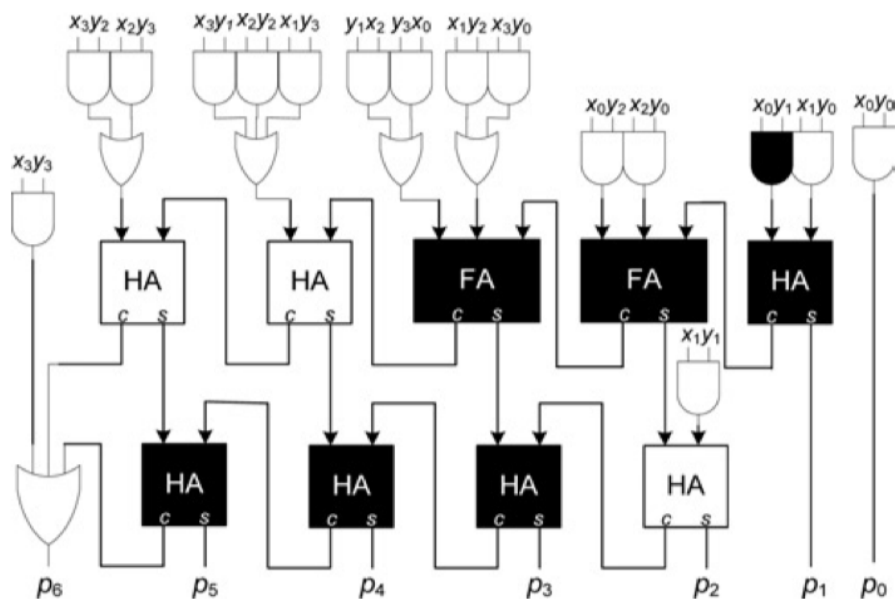 x₃y₂ x₂y₃ x₃y₁ x₂y₂ x₁y₃ y₁x₂ y₃x₀ x₁y₂ x₃y₀
x₀y₂ x₂y₀ x₀y₁ x₁y₀ x₀y₀
x₃y₃
HA HA FA FA HA
c s c s c s c s c s
x₁y₁
HA HA HA HA
c s c s c s c s
p₆ p₅ p₄ p₃ p₂ p₁ p₀